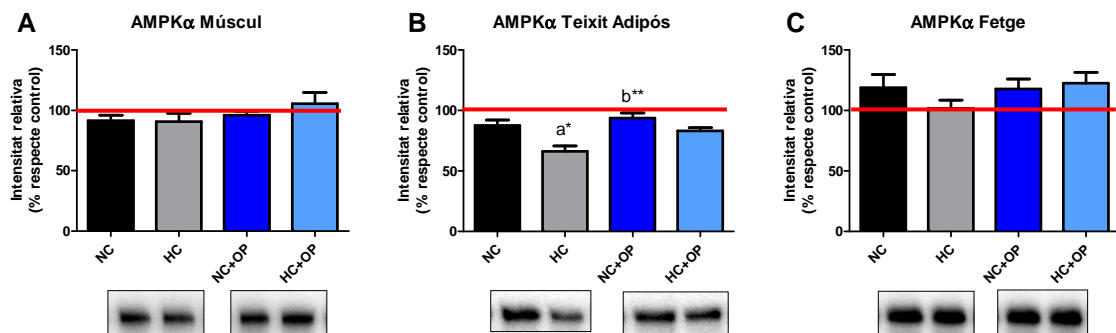 A
AMPKα Múscul
Intensitat relativa
(% respecte control)
150
100
50
0
NC
HC
NC+OP
HC+OP
B
AMPKα Teixit Adipós
Intensitat relativa
(% respecte control)
150
100
50
0
a*
b**
NC
HC
NC+OP
HC+OP
C
AMPKα Fetge
Intensitat relativa
(% respecte control)
150
100
50
0
NC
HC
NC+OP
HC+OP